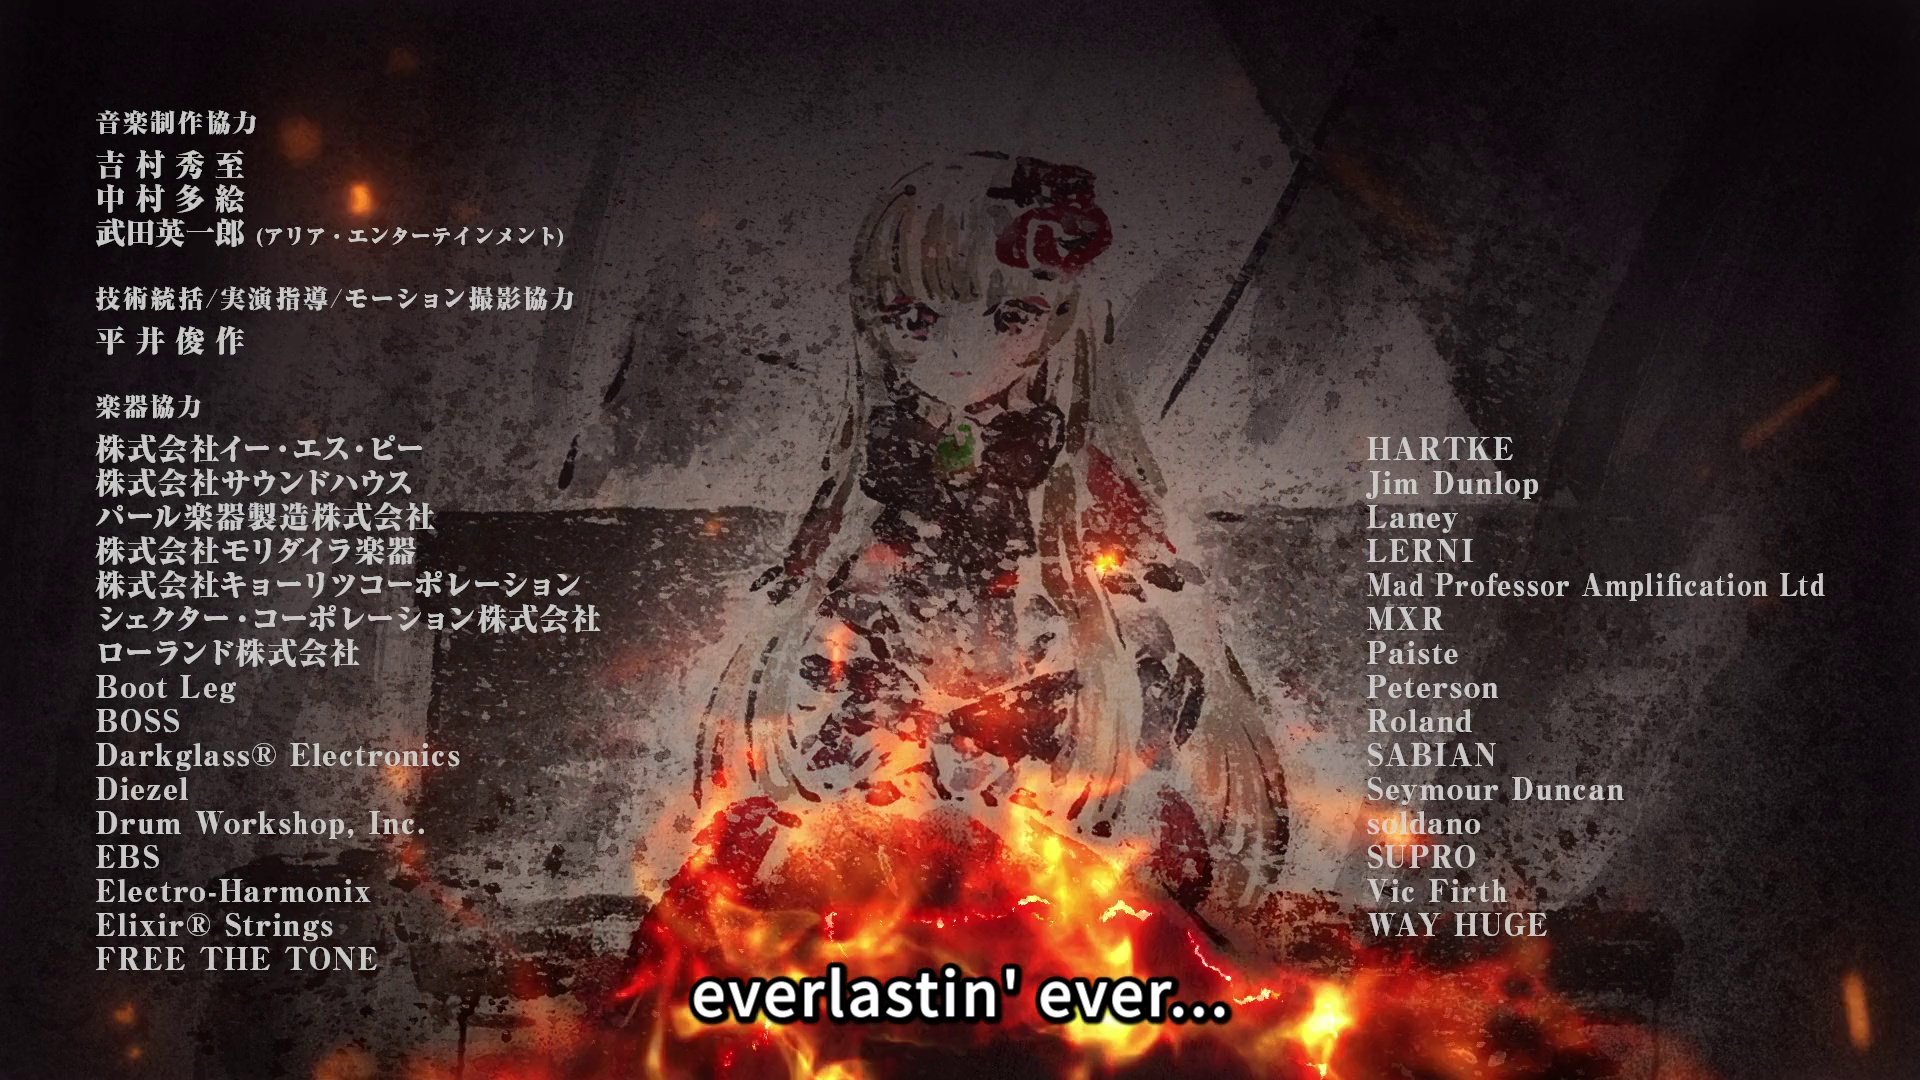 音楽制作協力
吉村秀至
中村多絵
武田英一郎 (アリア・エンターテインメント)
技術統括/実演指導/モーション撮影協力
平井俊作
楽器協力
株式会社イー・エス・ピー
株式会社サウンドハウス
パール楽器製造株式会社
株式会社モリダイラ楽器
株式会社キョーリツコーポレーション
シェクター・コーポレーション株式会社
ローランド株式会社
Boot Leg
BOSS
Darkglass® Electronics
Diezel
Drum Workshop, Inc.
EBS
Electro-Harmonix
Elixir® Strings
FREE THE TONE
HARTKE
Jim Dunlop
Laney
LERNI
Mad Professor Amplification Ltd
MXR
Paiste
Peterson
Roland
SABIAN
Seymour Duncan
soldano
SUPRO
Vic Firth
WAY HUGE
everlastin' ever...